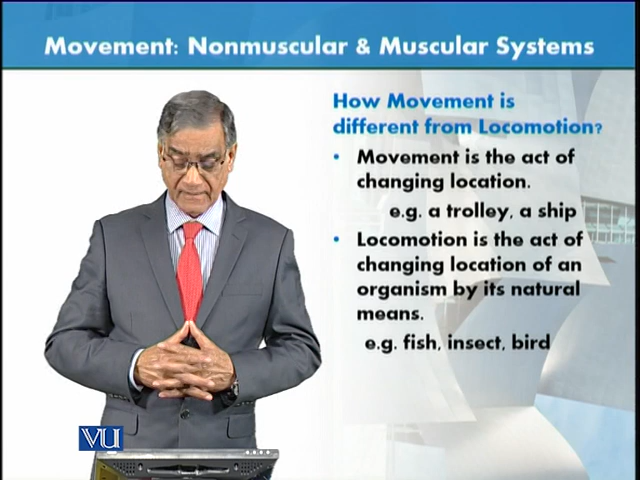 Movement: Nonmuscular & Muscular Systems
How Movement is
different from Locomotion?
• Movement is the act of
changing location.
e.g. a trolley, a ship
• Locomotion is the act of
changing location of an
organism by its natural
means.
e.g. fish, insect, bird
VU